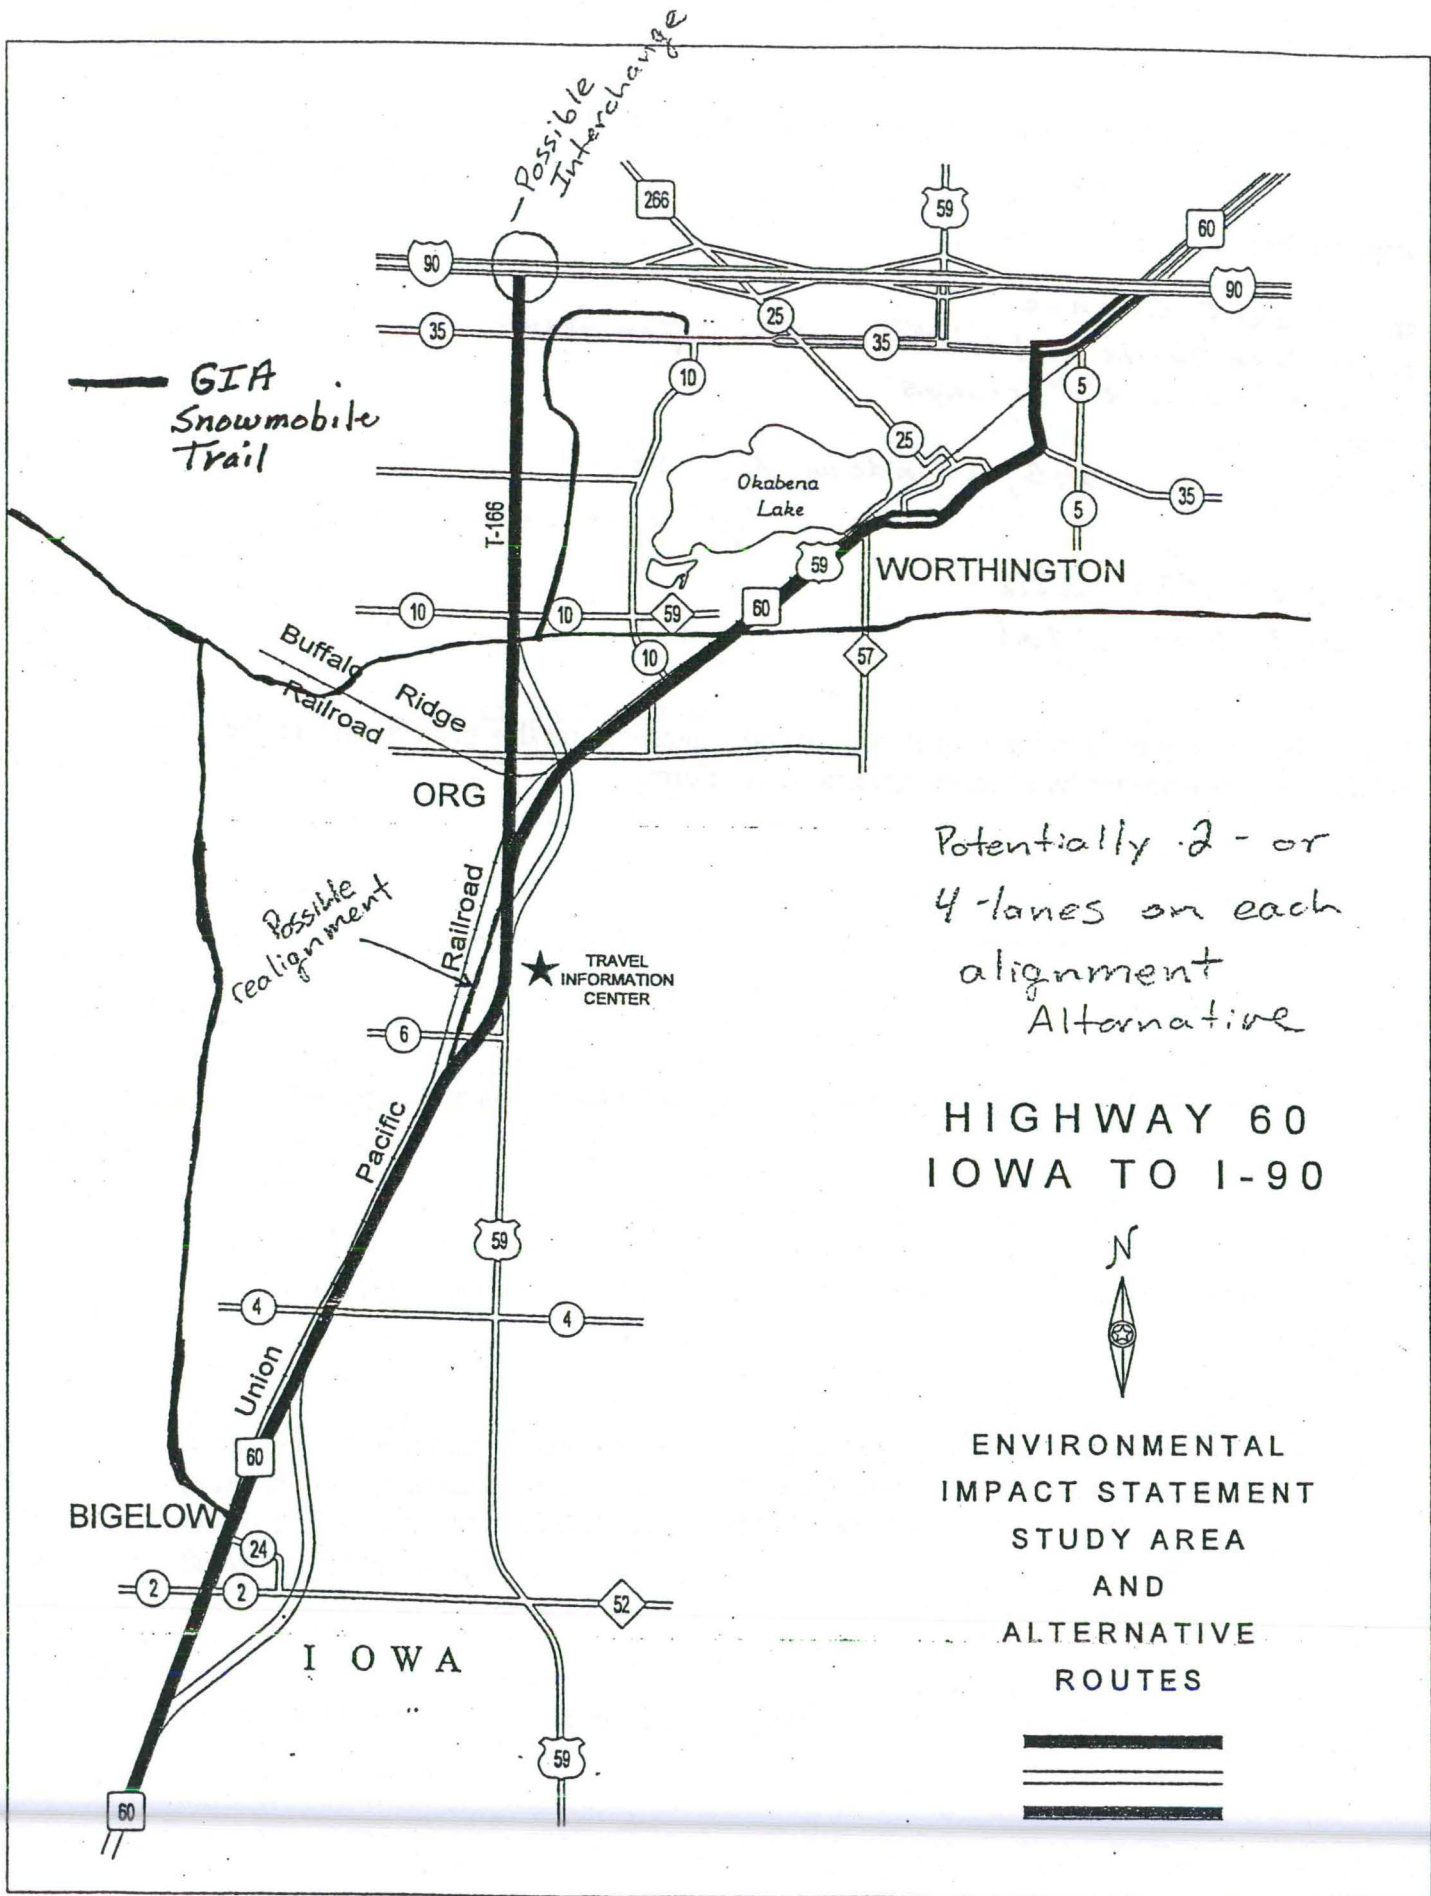 Possible
Interchange
266
59
60
90
90
35
25
35
10
5
GIA
Snowmobile
Trail
25
Okabena
Lake
35
5
T-166
59
WORTHINGTON
10
10
59
60
10
57
Buffalo
Ridge
Railroad
ORG
Potentially 2- or
4-lanes on each
alignment
Alternative
Possible
realignment
Railroad
TRAVEL
INFORMATION
CENTER
6
HIGHWAY 60
IOWA TO I-90
Pacific
59
N
4
4
Union
60
ENVIRONMENTAL
IMPACT STATEMENT
STUDY AREA
AND
ALTERNATIVE
ROUTES
BIGELOW
24
2
2
52
IOWA
59
60